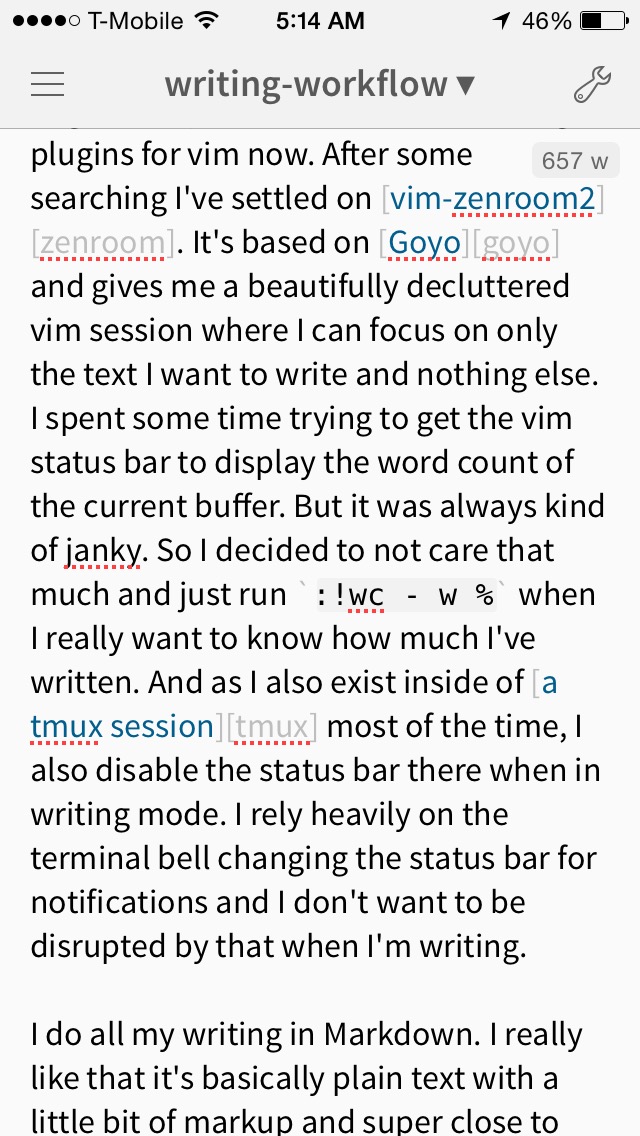 T-Mobile 5:14 AM 46%
writing-workflow ▼
plugins for vim now. After some
657 w
searching I've settled on [vim-zenroom2]
[zenroom]. It's based on [Goyo][goyo]
and gives me a beautifully decluttered
vim session where I can focus on only
the text I want to write and nothing else.
I spent some time trying to get the vim
status bar to display the word count of
the current buffer. But it was always kind
of janky. So I decided to not care that
much and just run `:!wc - w %` when
I really want to know how much I've
written. And as I also exist inside of [a
tmux session][tmux] most of the time, I
also disable the status bar there when in
writing mode. I rely heavily on the
terminal bell changing the status bar for
notifications and I don't want to be
disrupted by that when I'm writing.
I do all my writing in Markdown. I really
like that it's basically plain text with a
little bit of markup and super close to